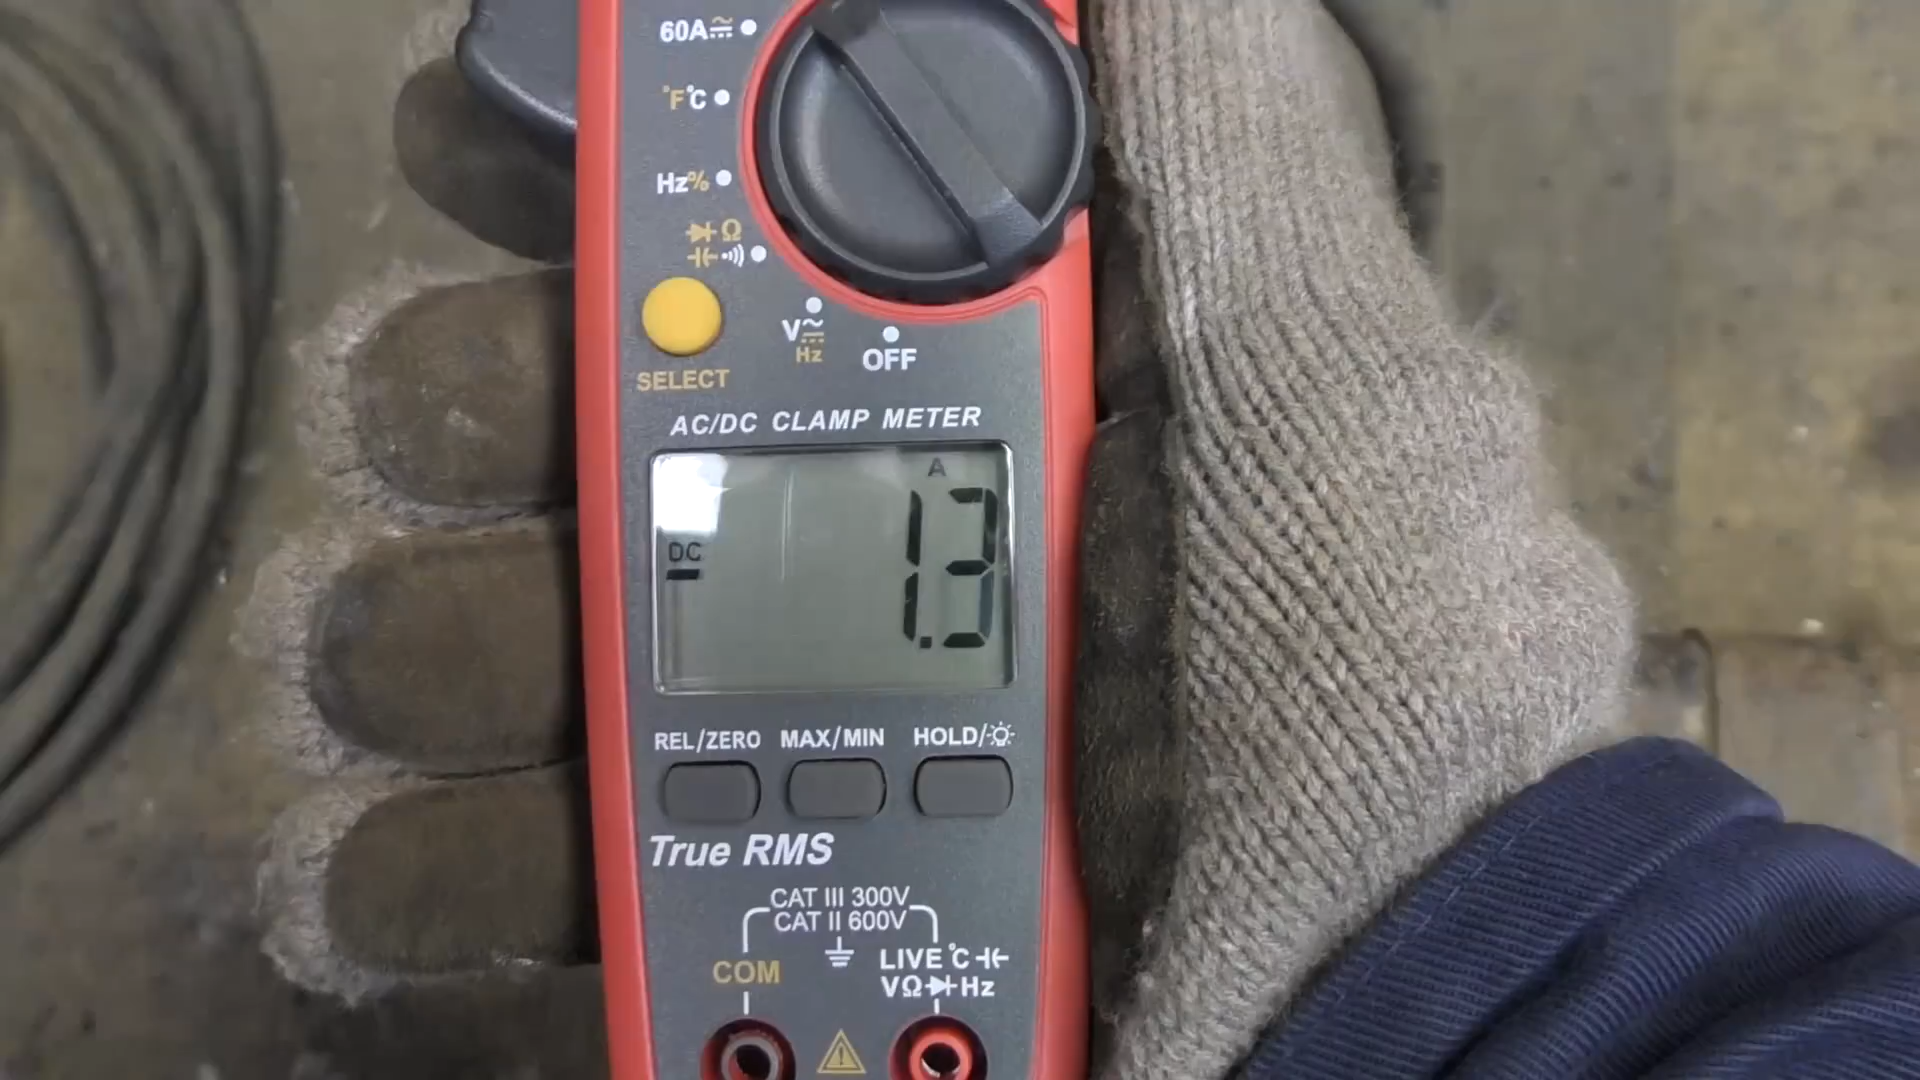 60A
°F°C
Hz%
Ω
V
Hz
OFF
SELECT
AC/DC CLAMP METER
A
DC
1.3
REL/ZERO MAX/MIN HOLD/
True RMS
CAT III 300V
CAT II 600V
COM
LIVE °C
VΩ Hz